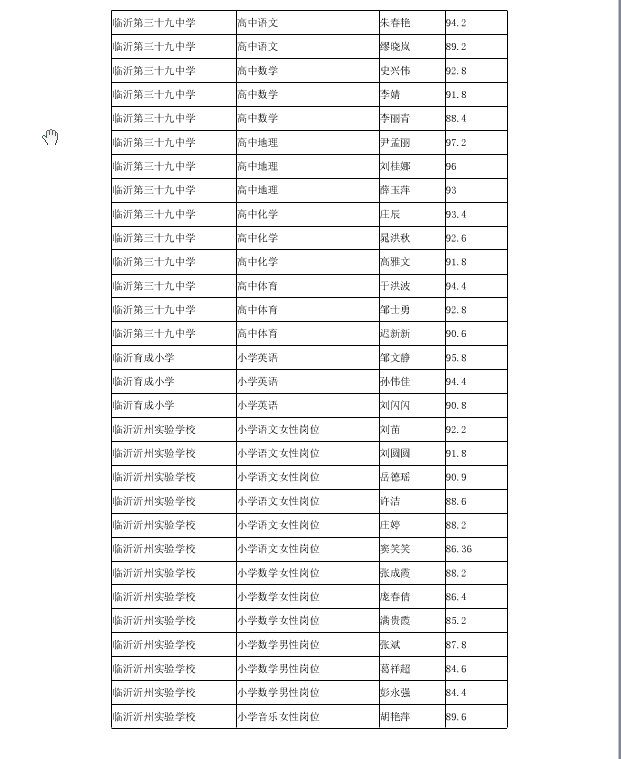 临沂第三十九中学 高中语文 朱春艳 94.2
临沂第三十九中学 高中语文 缪晓岚 89.2
临沂第三十九中学 高中数学 史兴伟 92.8
临沂第三十九中学 高中数学 李婧 91.8
临沂第三十九中学 高中数学 李丽青 88.4
临沂第三十九中学 高中地理 尹孟丽 97.2
临沂第三十九中学 高中地理 刘桂娜 96
临沂第三十九中学 高中地理 薛玉萍 93
临沂第三十九中学 高中化学 庄辰 93.4
临沂第三十九中学 高中化学 晁洪秋 92.6
临沂第三十九中学 高中化学 高雅文 91.8
临沂第三十九中学 高中体育 于洪波 94.4
临沂第三十九中学 高中体育 邹士勇 92.8
临沂第三十九中学 高中体育 迟新新 90.6
临沂育成小学 小学英语 邹文静 95.8
临沂育成小学 小学英语 孙伟佳 94.4
临沂育成小学 小学英语 刘闪闪 90.8
临沂沂州实验学校 小学语文女性岗位 刘苗 92.2
临沂沂州实验学校 小学语文女性岗位 刘圆圆 91.8
临沂沂州实验学校 小学语文女性岗位 岳德瑶 90.9
临沂沂州实验学校 小学语文女性岗位 许洁 88.6
临沂沂州实验学校 小学语文女性岗位 庄婷 88.2
临沂沂州实验学校 小学语文女性岗位 窦笑笑 86.36
临沂沂州实验学校 小学数学女性岗位 张成霞 88.2
临沂沂州实验学校 小学数学女性岗位 庞春倩 86.4
临沂沂州实验学校 小学数学女性岗位 满贵霞 85.2
临沂沂州实验学校 小学数学男性岗位 张斌 87.8
临沂沂州实验学校 小学数学男性岗位 葛祥超 84.6
临沂沂州实验学校 小学数学男性岗位 彭永强 84.4
临沂沂州实验学校 小学音乐女性岗位 胡艳萍 89.6